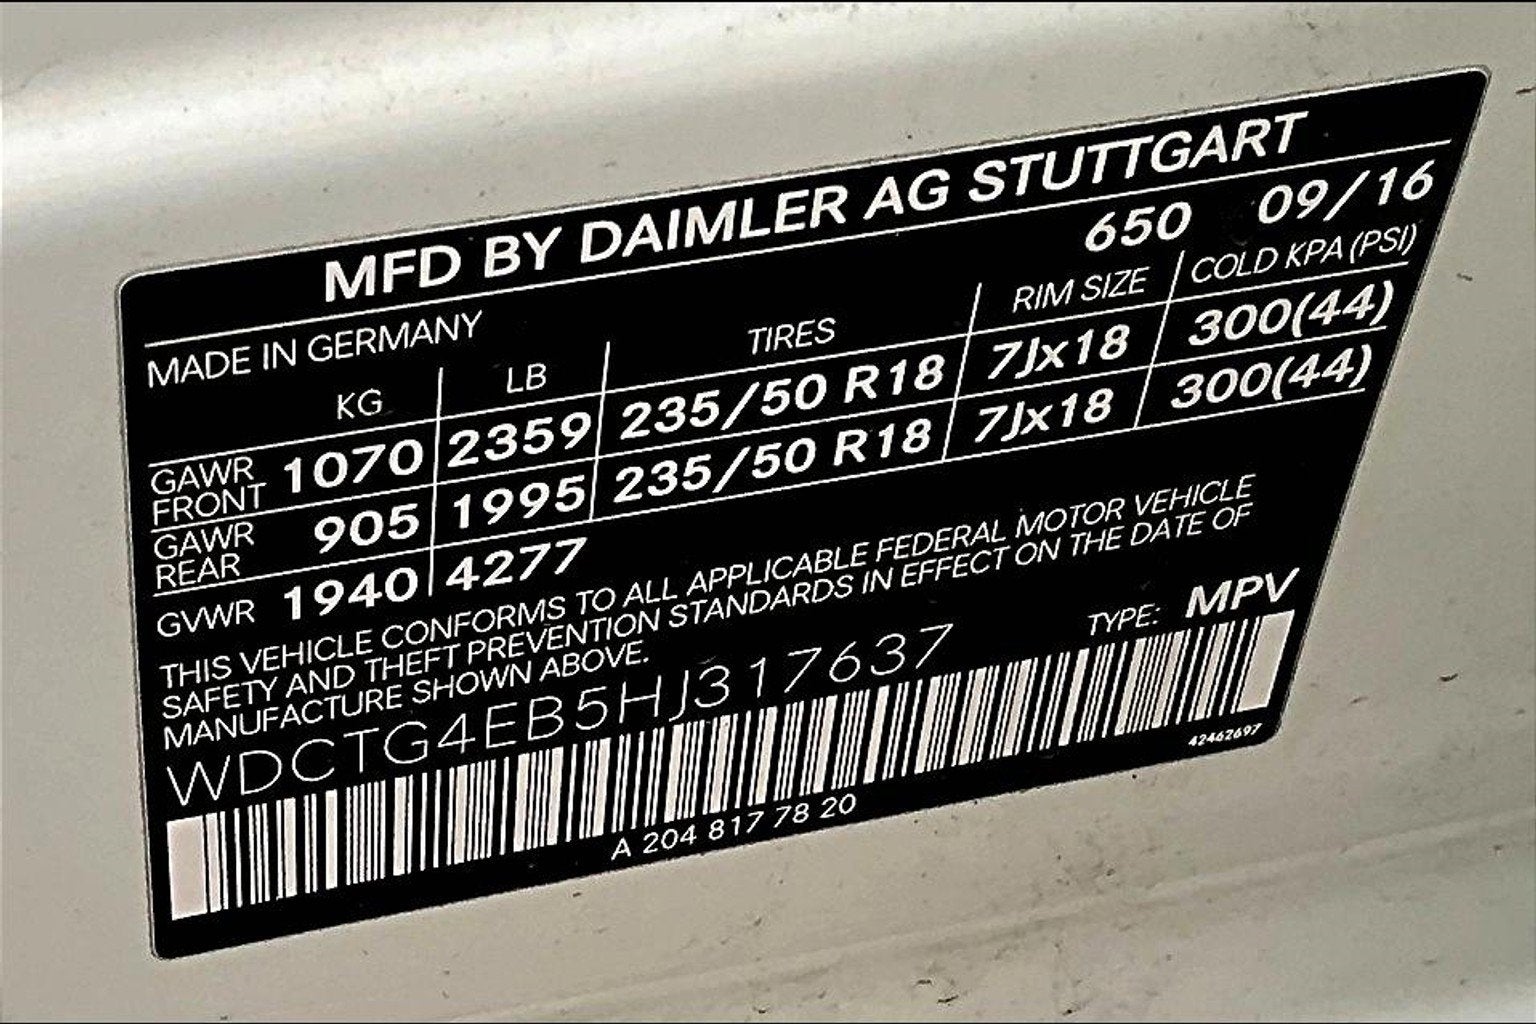 MFD BY DAIMLER AG STUTTGART
650 09/16
MADE IN GERMANY
KG LB TIRES RIM SIZE COLD KPA (PSI)
GAWR FRONT 1070 2359 235/50 R18 7Jx18 300(44)
GAWR REAR 905 1995 235/50 R18 7Jx18 300(44)
GVWR 1940 4277
THIS VEHICLE CONFORMS TO ALL APPLICABLE FEDERAL MOTOR VEHICLE
SAFETY AND THEFT PREVENTION STANDARDS IN EFFECT ON THE DATE OF
MANUFACTURE SHOWN ABOVE.
TYPE: MPV
WDCTG4EB5HJ317637
42462697
A 204 817 78 20